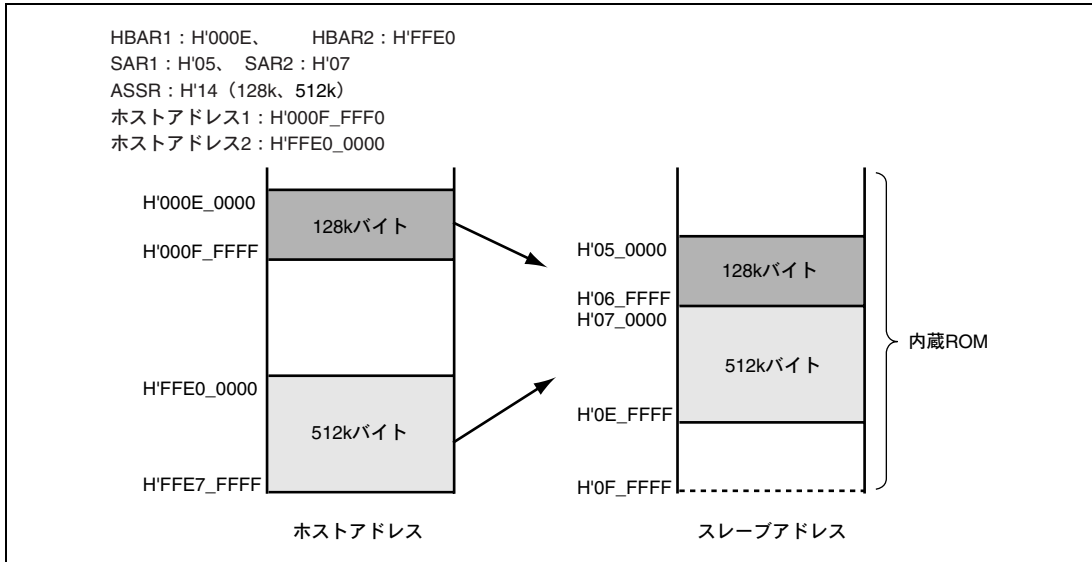 HBAR1：H'000E、　　HBAR2：H'FFE0
SAR1：H'05、 SAR2：H'07
ASSR：H'14（128k、512k）
ホストアドレス1：H'000F_FFF0
ホストアドレス2：H'FFE0_0000
H'000E_0000
128kバイト
H'000F_FFFF
H'FFE0_0000
512kバイト
H'FFE7_FFFF
ホストアドレス
H'05_0000
128kバイト
H'06_FFFF
H'07_0000
512kバイト
H'0E_FFFF
H'0F_FFFF
内蔵ROM
スレーブアドレス